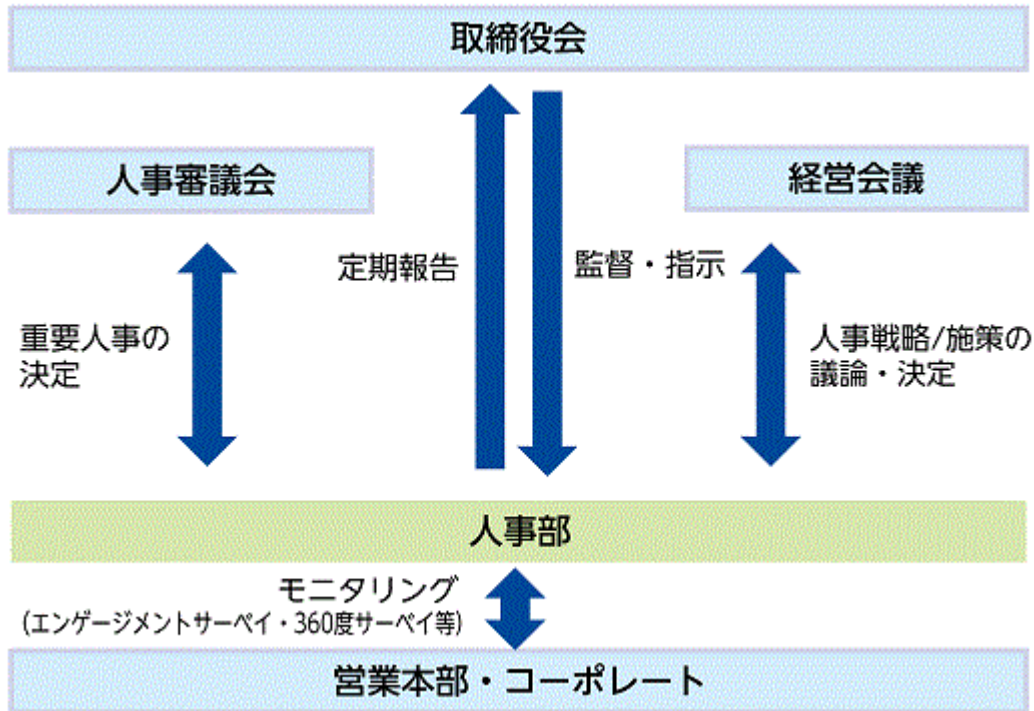 取締役会
人事審議会
経営会議
定期報告
監督・指示
重要人事の
決定
人事戦略/施策の
議論・決定
人事部
モニタリング
(エンゲージメントサーベイ・360度サーベイ等)
営業本部・コーポレート